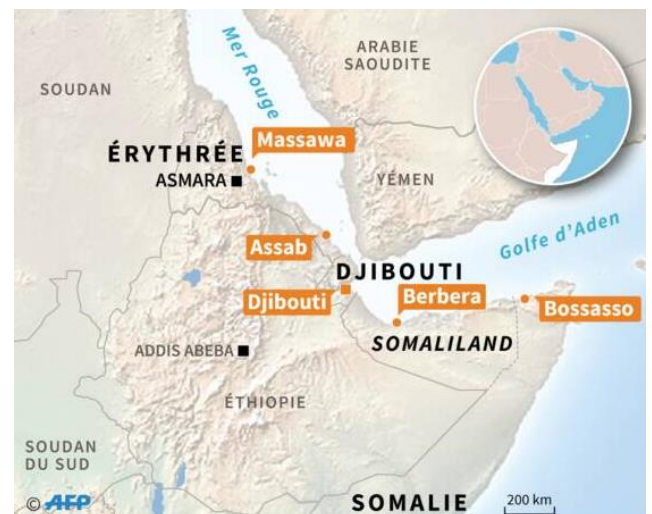 Mer Rouge
ARABIE
SAOUDITE
SOUDAN
ÉRYTHRÉE
Massawa
ASMARA
YÉMEN
Golfe d'Aden
Assab
DJIBOUTI
Djibouti
Berbera
Bossasso
SOMALILAND
ADDIS ABEBA
ÉTHIOPIE
SOUDAN
DU SUD
SOMALIE
200 km
© AFP